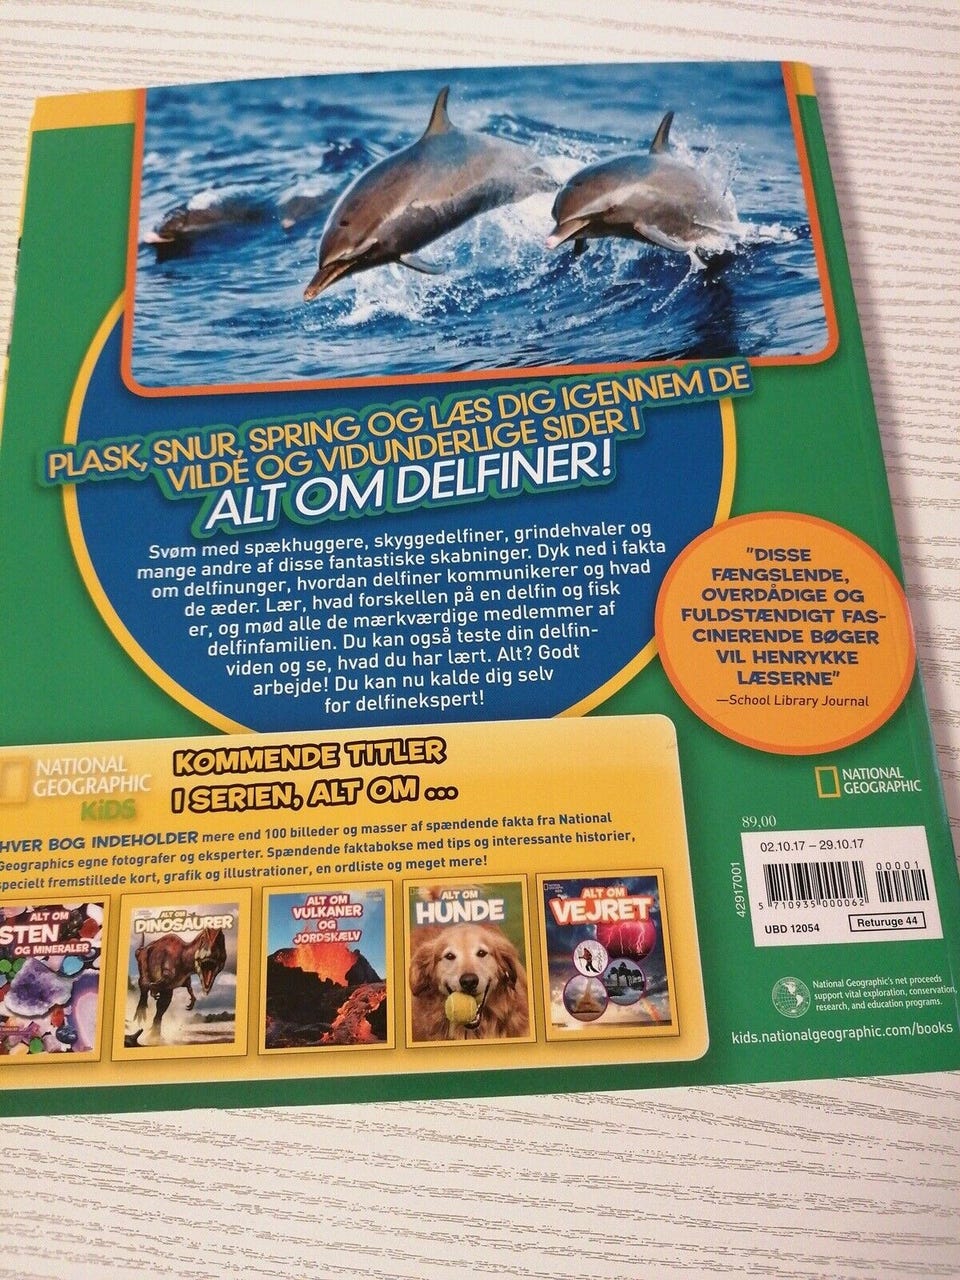 PLASK, SNUR, SPRING OG LÆS DIG IGENNEM DE
VILDE OG VIDUNDERLIGE SIDER I
ALT OM DELFINER!
Svøm med spækhuggere, skyggedelfiner, grindehvaler og
mange andre af disse fantastiske skabninger. Dyk ned i fakta
om delfinunger, hvordan delfiner kommunikerer og hvad
de æder. Lær, hvad forskellen på en delfin og fisk
er, og mød alle de mærkværdige medlemmer af
delfinfamilien. Du kan også teste din delfin-
viden og se, hvad du har lært. Alt? Godt
arbejde! Du kan nu kalde dig selv
for delfinekspert!
"DISSE
FÆNGSLENDE,
OVERDÅDIGE OG
FULDSTÆNDIGT FAS-
CINERENDE BØGER
VIL HENRYKKE
LÆSERNE"
—School Library Journal
NATIONAL
GEOGRAPHIC
KiDS
KOMMENDE TITLER
I SERIEN, ALT OM ...
HVER BOG INDEHOLDER mere end 100 billeder og masser af spændende fakta fra National
Geographics egne fotografer og eksperter. Spændende faktabokse med tips og interessante historier,
specielt fremstillede kort, grafik og illustrationer, en ordliste og meget mere!
ALT OM
STEN
OG MINERALER
ALT OM
DINOSAURER
ALT OM
VULKANER
OG
JORDSKÆLV
ALT OM
HUNDE
ALT OM
VEJRET
NATIONAL
GEOGRAPHIC
89,00
02.10.17 – 29.10.17
00001
42917001
5 710935 000062
UBD 12054
Returuge 44
National Geographic's net proceeds
support vital exploration, conservation,
research, and education programs.
kids.nationalgeographic.com/books